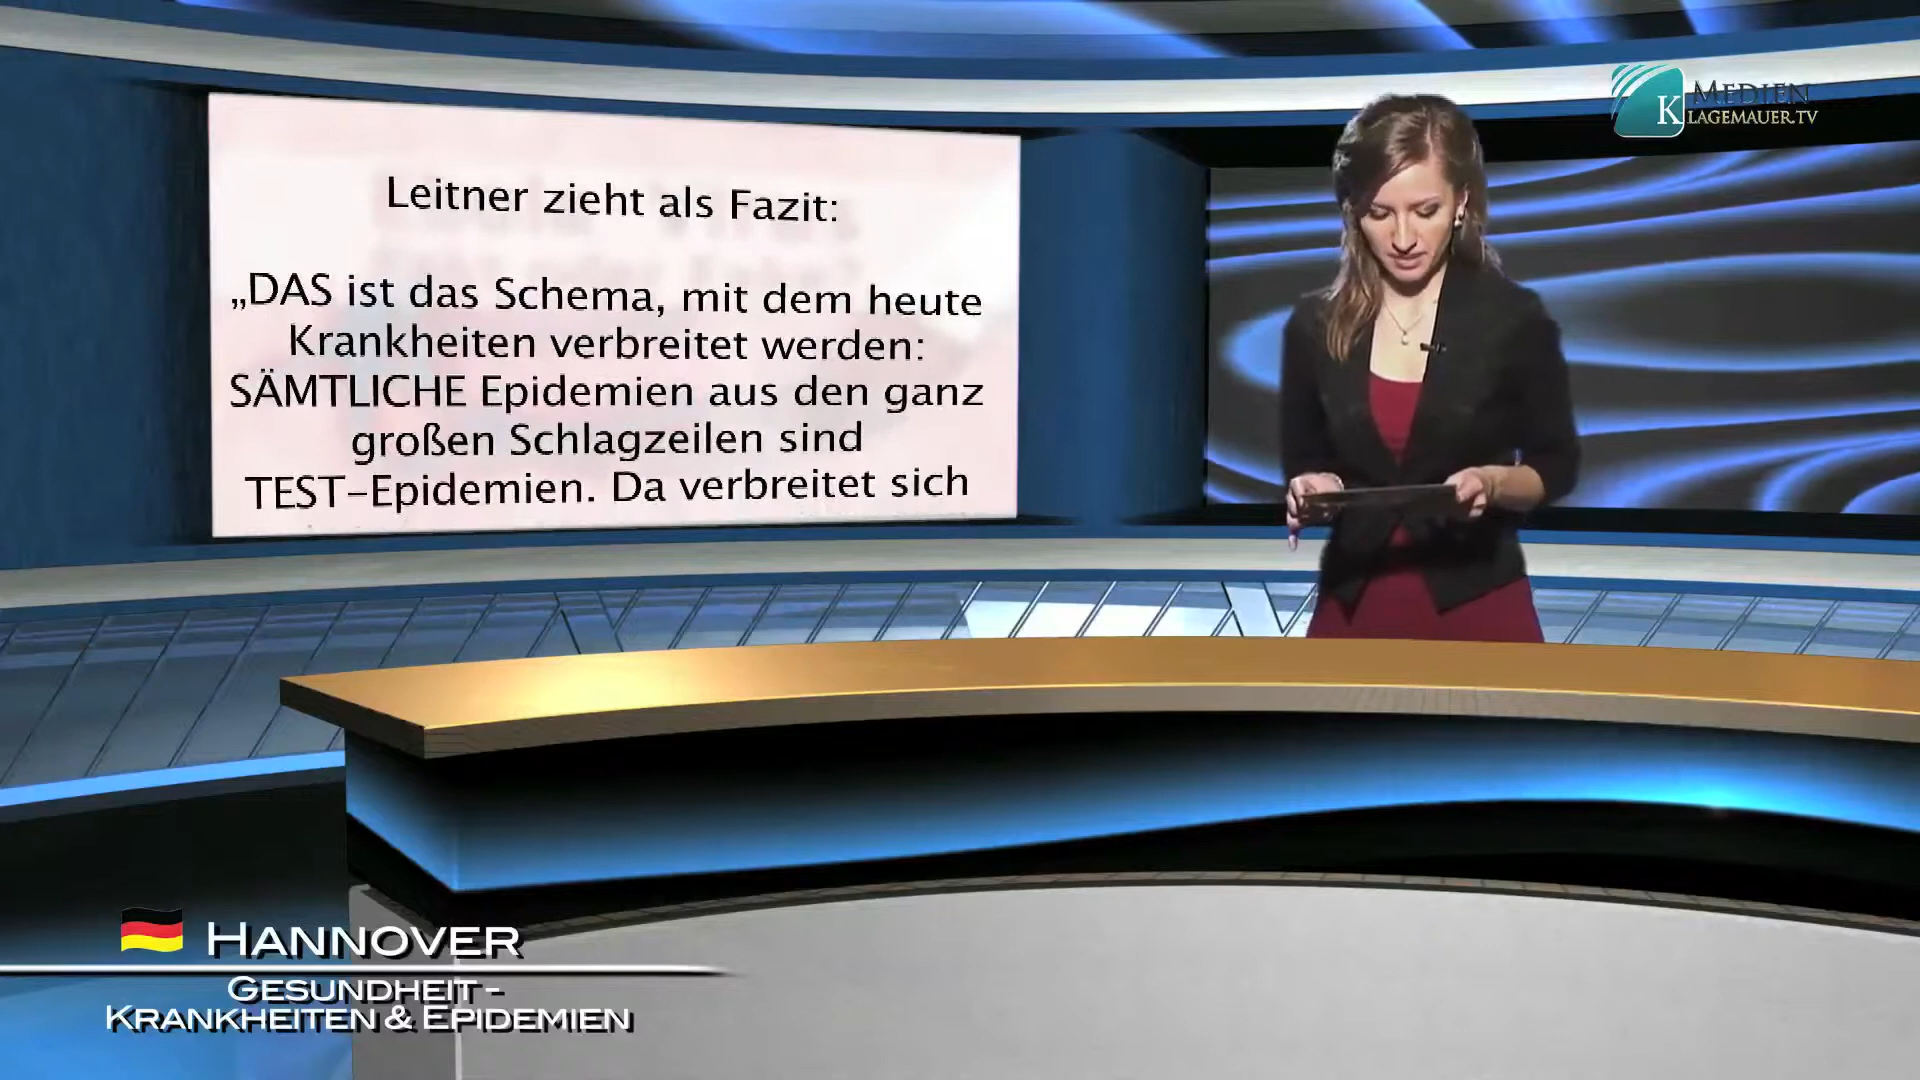 MEDIEN
KLAGEMAUER.TV
Leitner zieht als Fazit:
„DAS ist das Schema, mit dem heute
Krankheiten verbreitet werden:
SÄMTLICHE Epidemien aus den ganz
großen Schlagzeilen sind
TEST-Epidemien. Da verbreitet sich
HANNOVER
GESUNDHEIT -
KRANKHEITEN & EPIDEMIEN